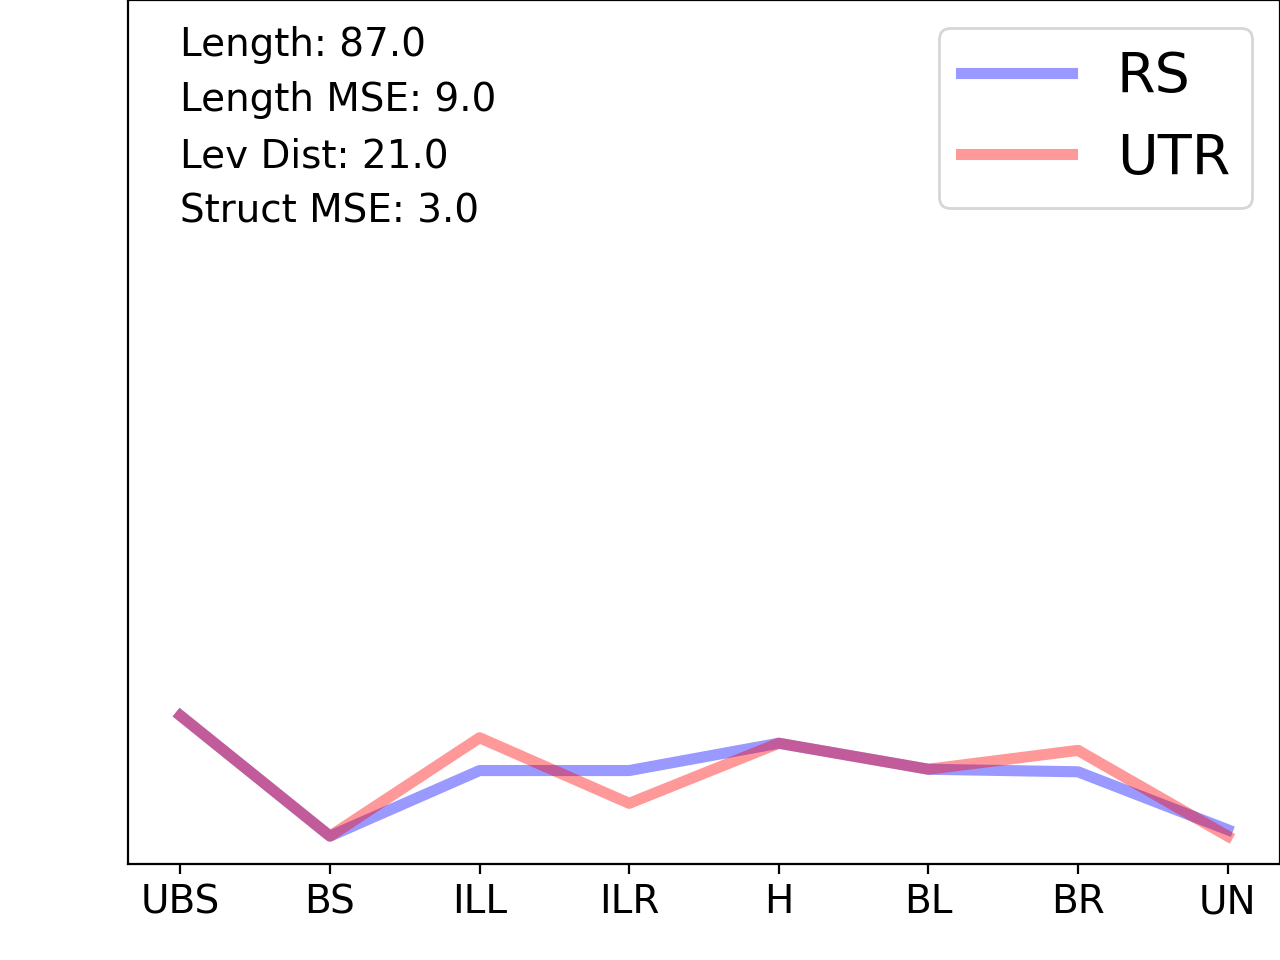 Length: 87.0
Length MSE: 9.0
Lev Dist: 21.0
Struct MSE: 3.0
RS
UTR
UBS BS ILL ILR H BL BR UN